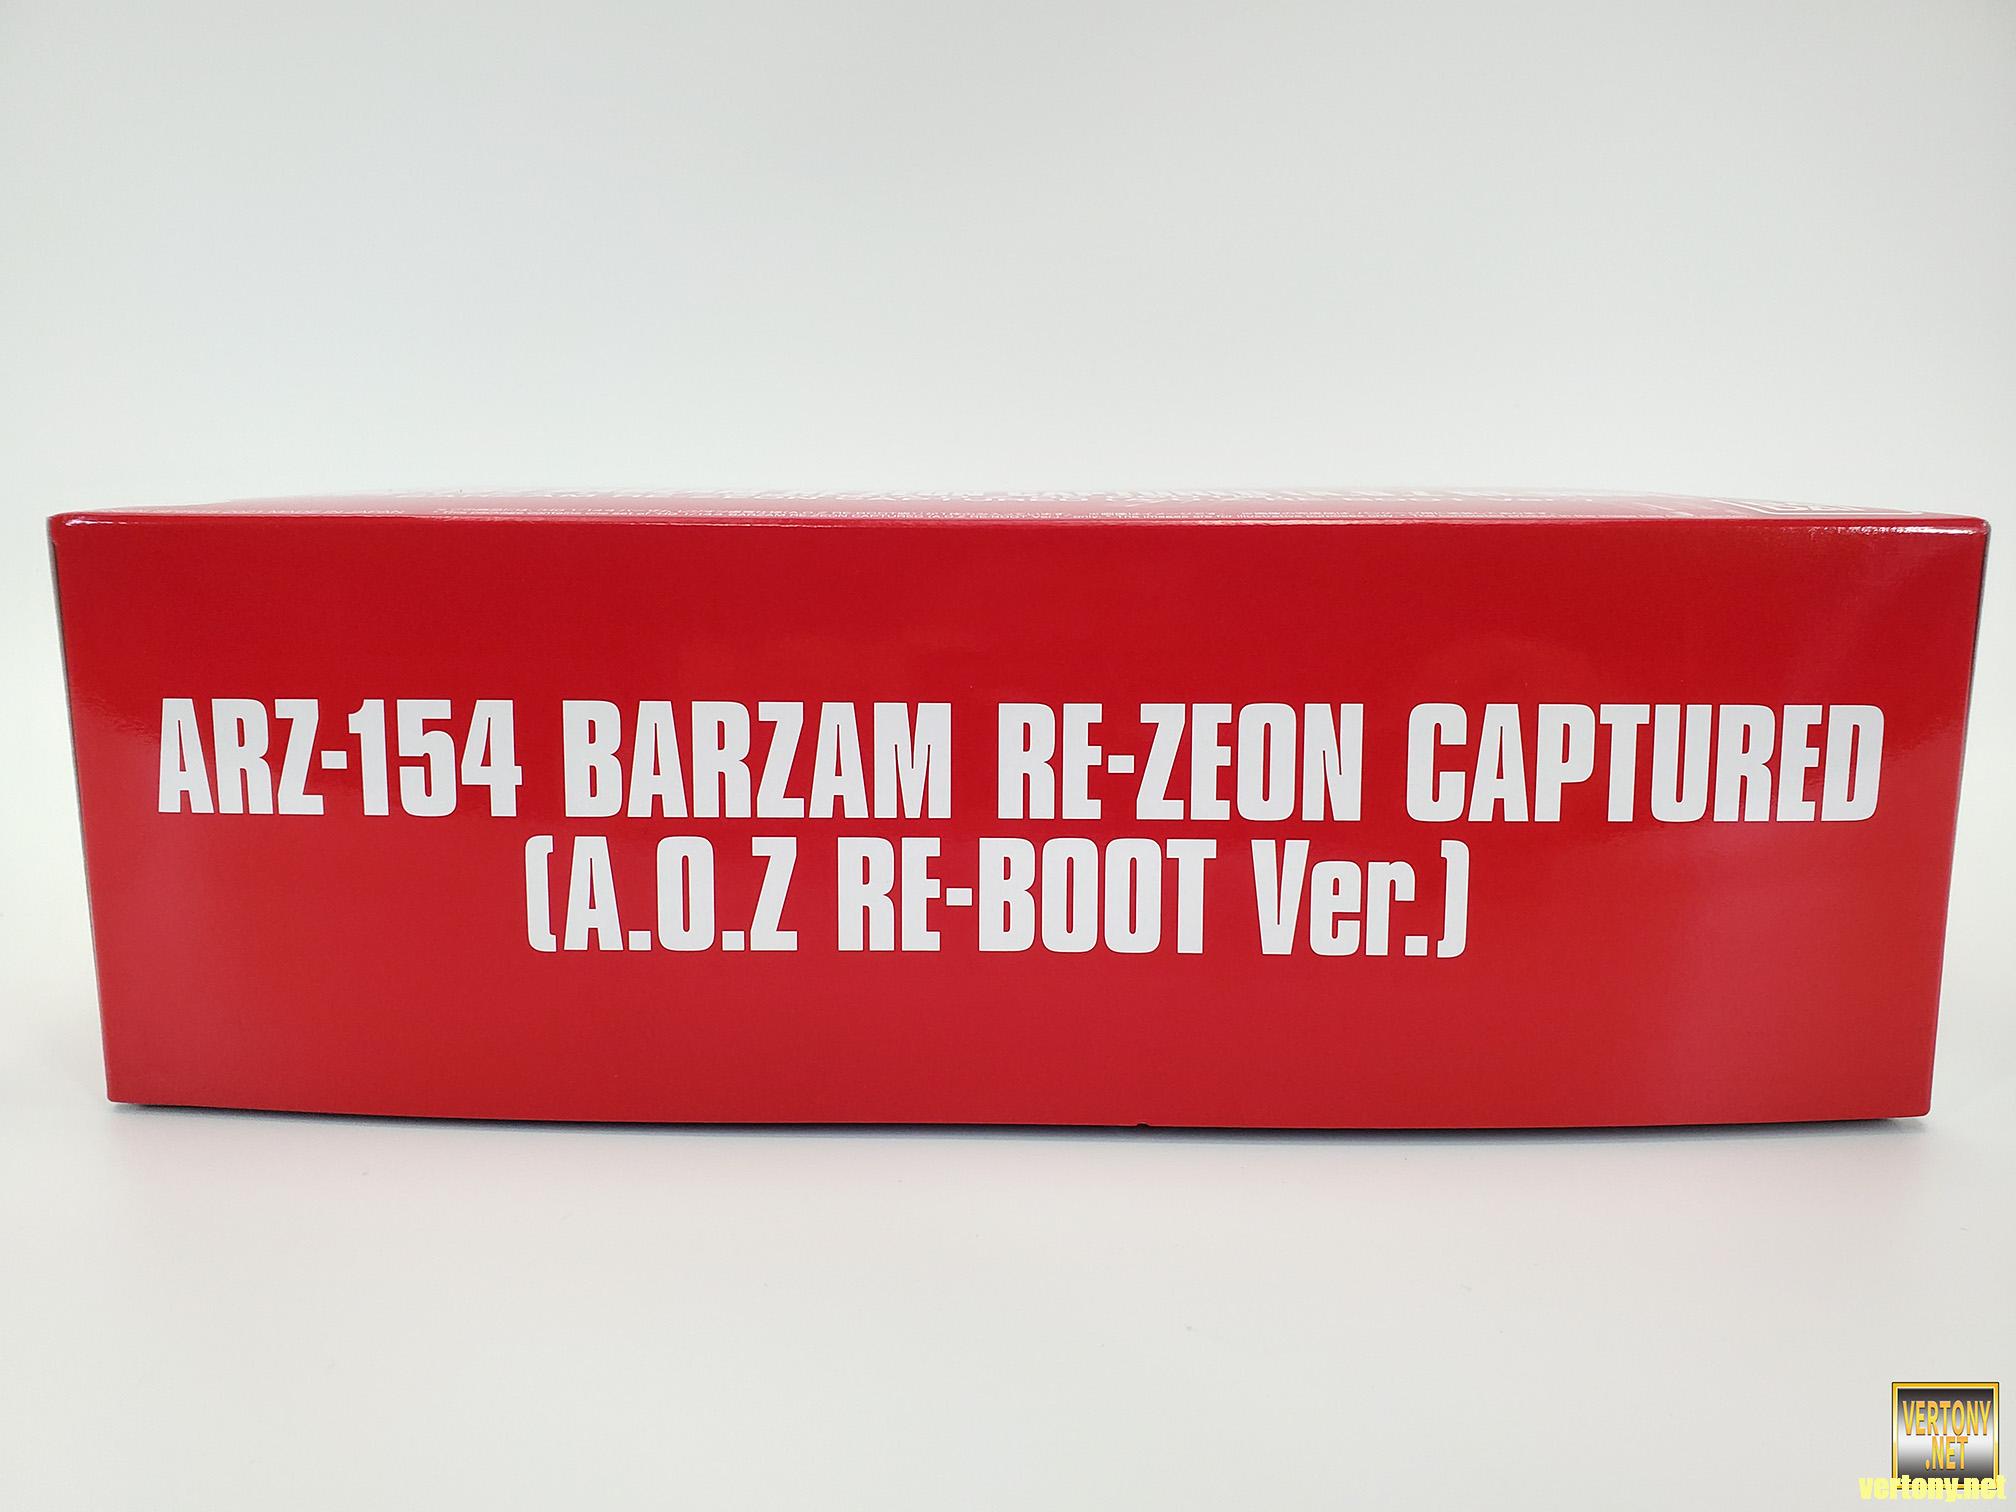 ARZ-154 BARZAM RE-ZEON CAPTURED
(A.O.Z RE-BOOT Ver.)
VERTONY
.NET
vertony.net